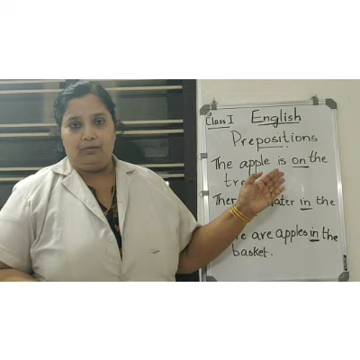 Class I
English
Prepositions
The apple is on the
in the
are apples in the
basket.